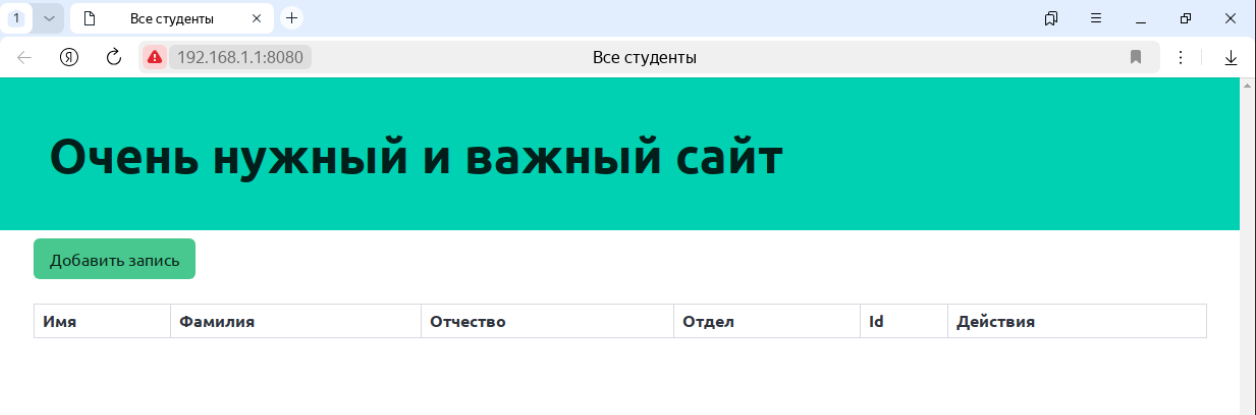 1 Все студенты
Я 192.168.1.1:8080 Все студенты
Очень нужный и важный сайт
Добавить запись
Имя Фамилия Отчество Отдел Id Действия